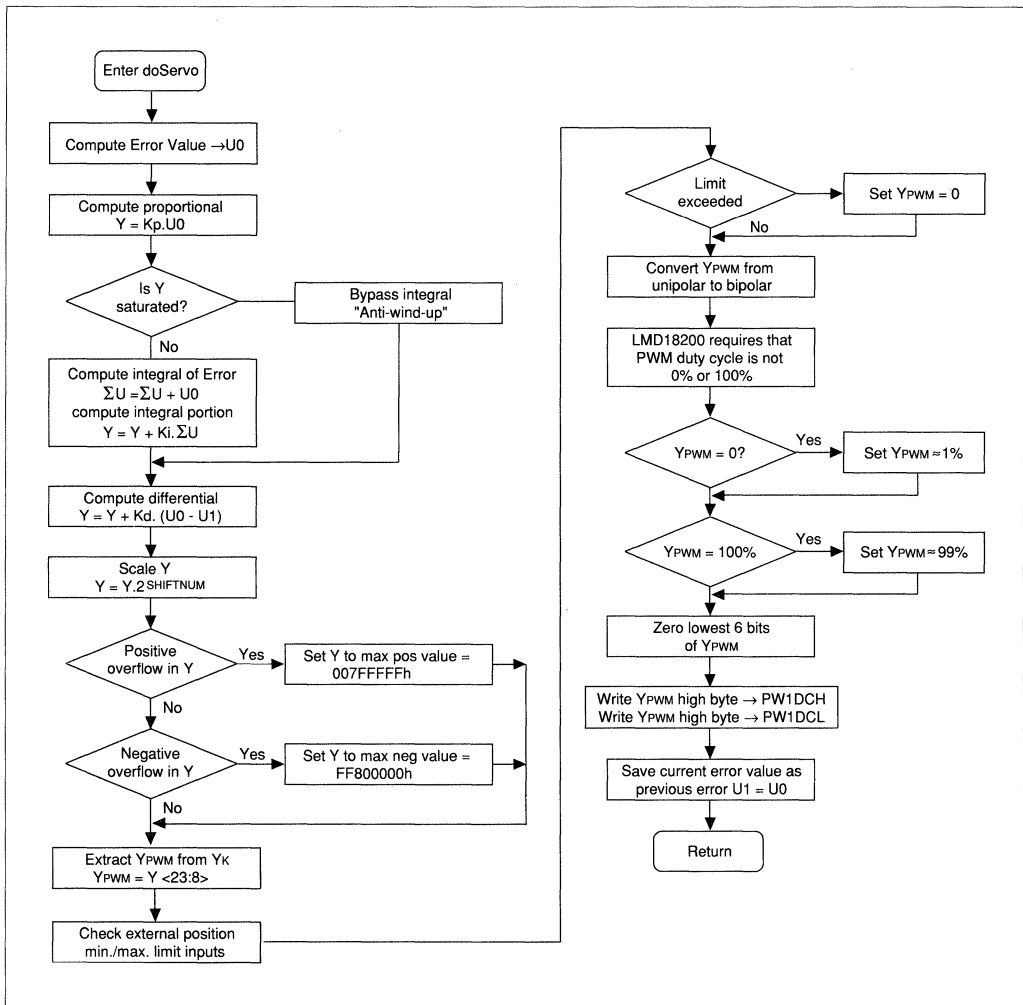 Enter doServo
Compute Error Value →U0
Compute proportional
Y = Kp.U0
Is Y
saturated?
Bypass integral
"Anti-wind-up"
No
Compute integral of Error
ΣU =ΣU + U0
compute integral portion
Y = Y + Ki.ΣU
Compute differential
Y = Y + Kd. (U0 - U1)
Scale Y
Y = Y.2 SHIFTNUM
Positive
overflow in Y
Yes
Set Y to max pos value =
007FFFFFh
No
Negative
overflow in Y
Yes
Set Y to max neg value =
FF800000h
No
Extract YPWM from YK
YPWM = Y <23:8>
Check external position
min./max. limit inputs
Limit
exceeded
Set YPWM = 0
No
Convert YPWM from
unipolar to bipolar
LMD18200 requires that
PWM duty cycle is not
0% or 100%
YPWM = 0?
Yes
Set YPWM ≈1%
YPWM = 100%
Yes
Set YPWM≈99%
Zero lowest 6 bits
of YPWM
Write YPWM high byte → PW1DCH
Write YPWM high byte → PW1DCL
Save current error value as
previous error U1 = U0
Return